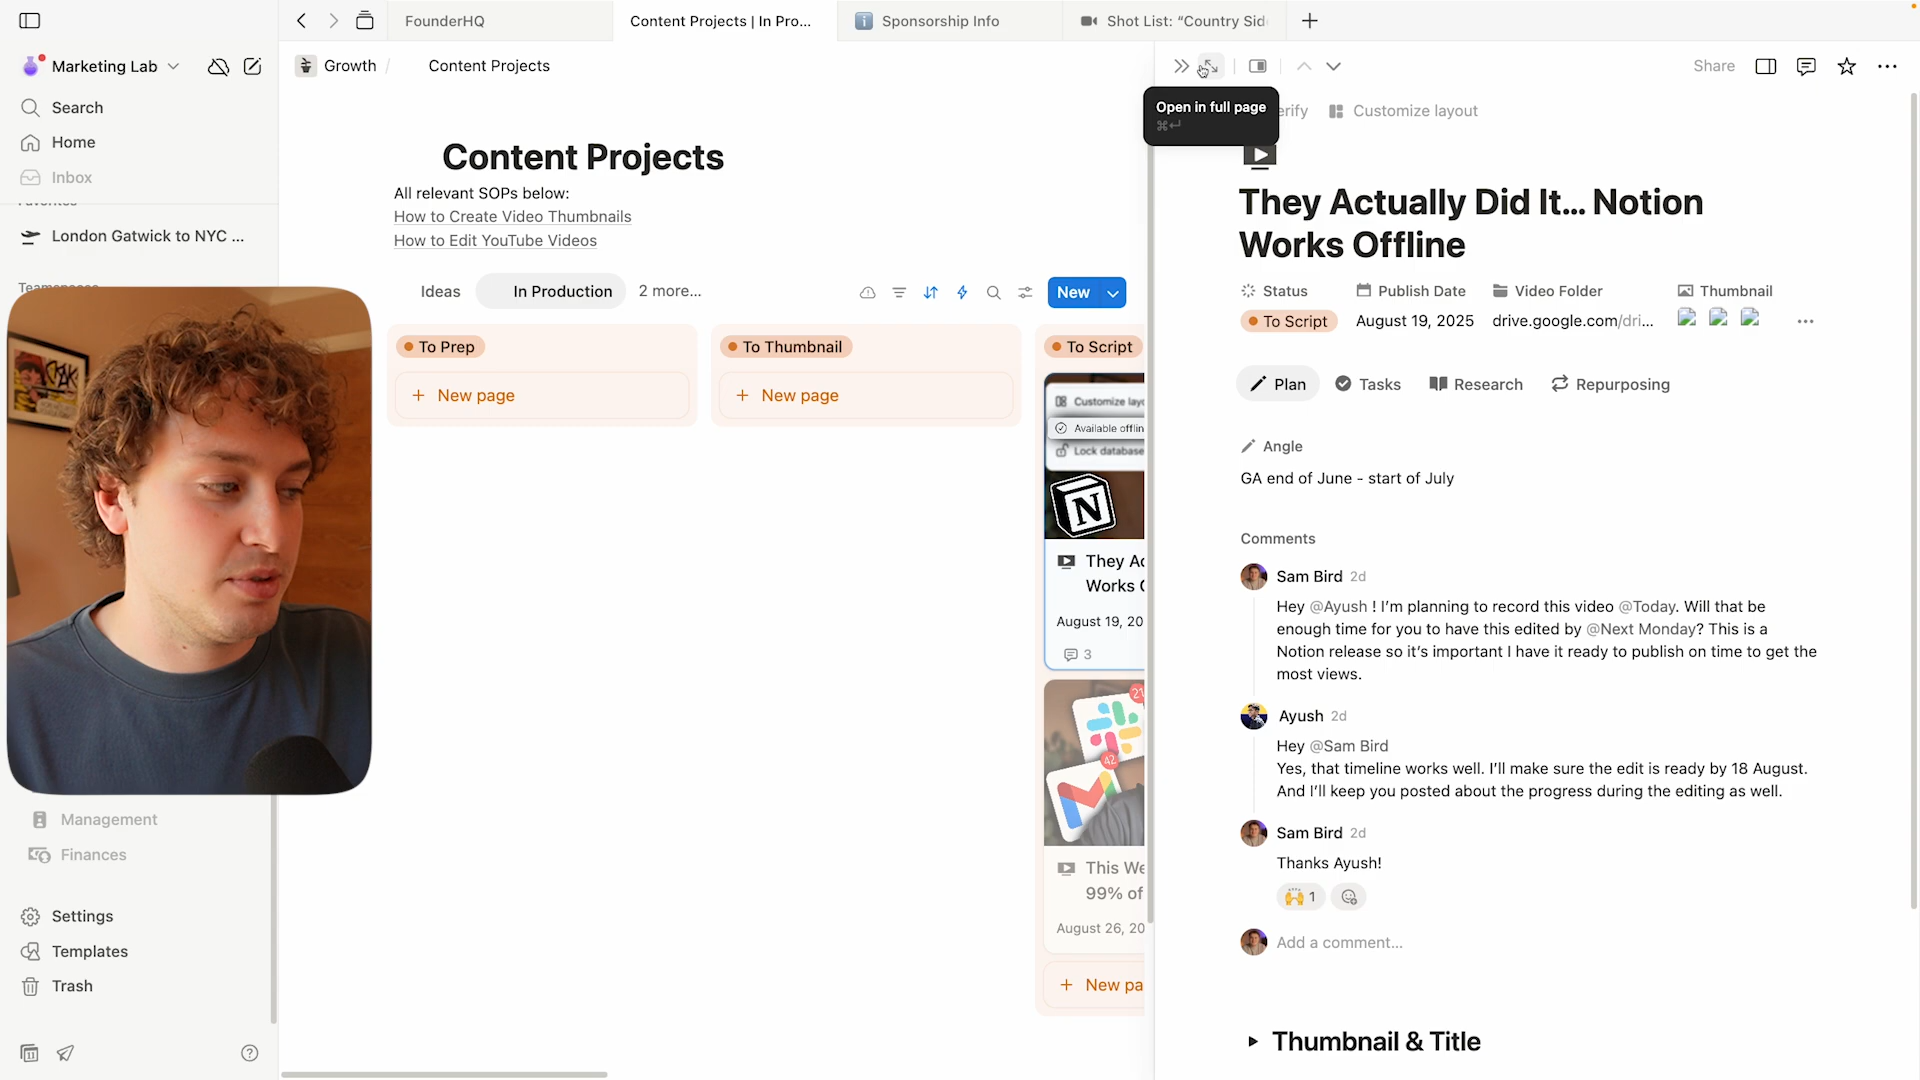 FounderHQ
Content Projects | In Pro...
Sponsorship Info
Shot List: “Country Sid
Marketing Lab
Search
Home
Inbox
London Gatwick to NYC ...
Management
Finances
Settings
Templates
Trash
Growth /
Content Projects
Content Projects
All relevant SOPs below:
How to Create Video Thumbnails
How to Edit YouTube Videos
Ideas
In Production
2 more...
New
To Prep
New page
To Thumbnail
New page
To Script
Customize layo
Available offlin
Lock database
N
They Ac
Works O
August 19, 20
3
21
42
This We
99% of
August 26, 20
New pa
Share
Open in full page
⌘↵
erify
Customize layout
They Actually Did It... Notion
Works Offline
Status
Publish Date
Video Folder
Thumbnail
To Script
August 19, 2025
drive.google.com/dri...
Plan
Tasks
Research
Repurposing
Angle
GA end of June - start of July
Comments
Sam Bird 2d
Hey @Ayush ! I’m planning to record this video @Today. Will that be
enough time for you to have this edited by @Next Monday? This is a
Notion release so it’s important I have it ready to publish on time to get the
most views.
Ayush 2d
Hey @Sam Bird
Yes, that timeline works well. I’ll make sure the edit is ready by 18 August.
And I’ll keep you posted about the progress during the editing as well.
Sam Bird 2d
Thanks Ayush!
🙌 1
Add a comment...
Thumbnail & Title